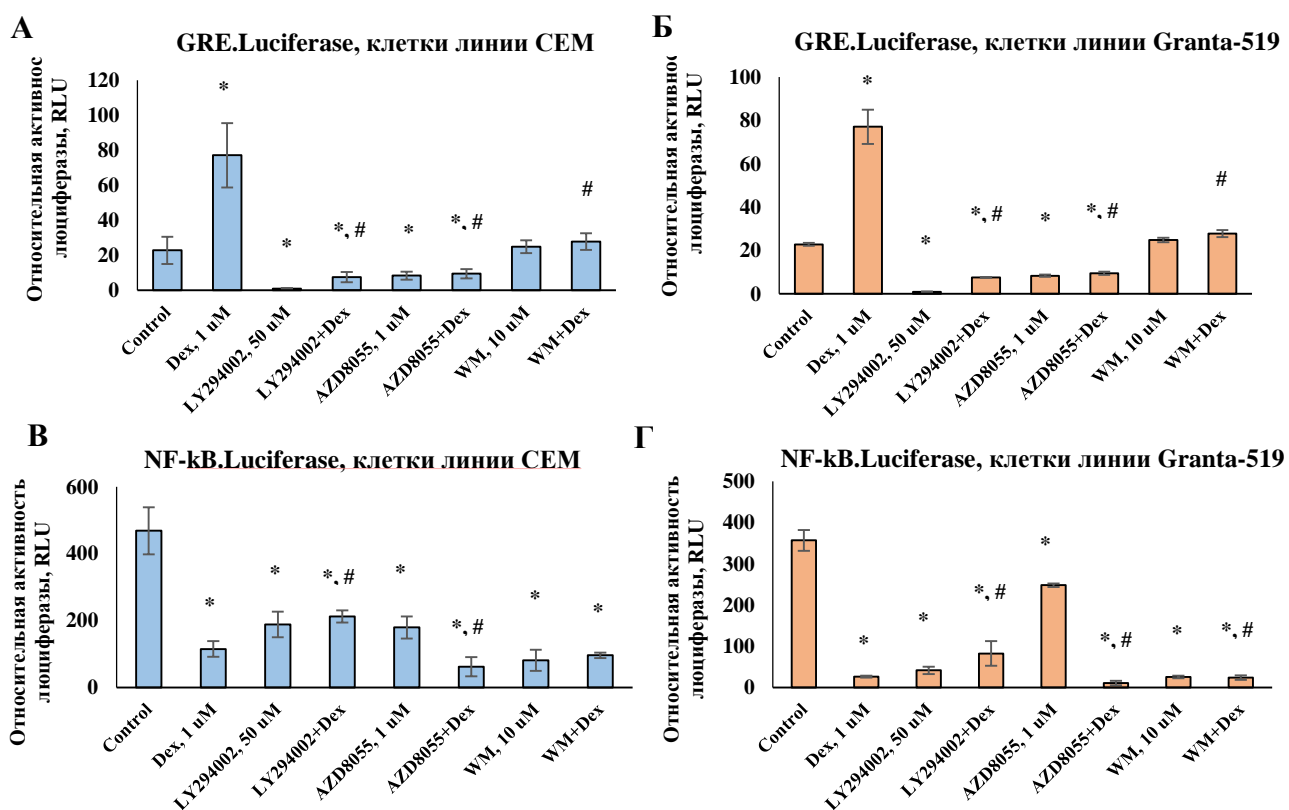 А
GRE.Luciferase, клетки линии CEM
Относительная активность
люциферазы, RLU
120
100
80
60
40
20
0
*
*
*, #
*
*, #
#
Control
Dex, 1 uM
LY294002, 50 uM
LY294002+Dex
AZD8055, 1 uM
AZD8055+Dex
WM, 10 uM
WM+Dex
Б
GRE.Luciferase, клетки линии Granta-519
Относительная активнос
люциферазы, RLU
100
80
60
40
20
0
*
*
*, #
*
*, #
#
Control
Dex, 1 uM
LY294002, 50 uM
LY294002+Dex
AZD8055, 1 uM
AZD8055+Dex
WM, 10 uM
WM+Dex
В
NF-kB.Luciferase, клетки линии CEM
Относительная активность
люциферазы, RLU
600
400
200
0
*
*
*, #
*
*, #
*
*
Control
Dex, 1 uM
LY294002, 50 uM
LY294002+Dex
AZD8055, 1 uM
AZD8055+Dex
WM, 10 uM
WM+Dex
Г
NF-kB.Luciferase, клетки линии Granta-519
Относительная активность
люциферазы, RLU
500
400
300
200
100
0
*
*
*, #
*
*, #
*
*, #
Control
Dex, 1 uM
LY294002, 50 uM
LY294002+Dex
AZD8055, 1 uM
AZD8055+Dex
WM, 10 uM
WM+Dex